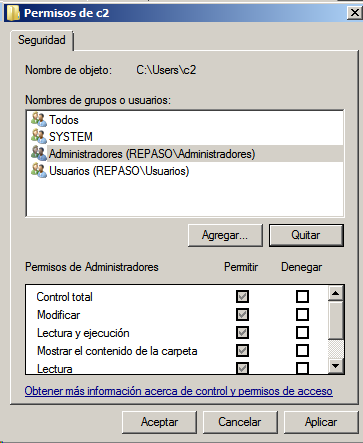 Permisos de c2
Seguridad
Nombre de objeto: C:\Users\c2
Nombres de grupos o usuarios:
Todos
SYSTEM
Administradores (REPASO\Administradores)
Usuarios (REPASO\Usuarios)
Agregar... Quitar
Permisos de Administradores Permitir Denegar
Control total
Modificar
Lectura y ejecución
Mostrar el contenido de la carpeta
Lectura
Obtener más información acerca de control y permisos de acceso
Aceptar Cancelar Aplicar